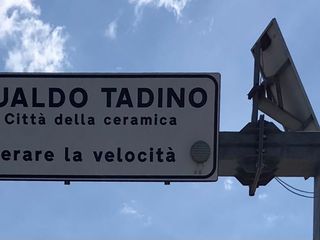 UALDO TADINO
Città della ceramica
erare la velocità